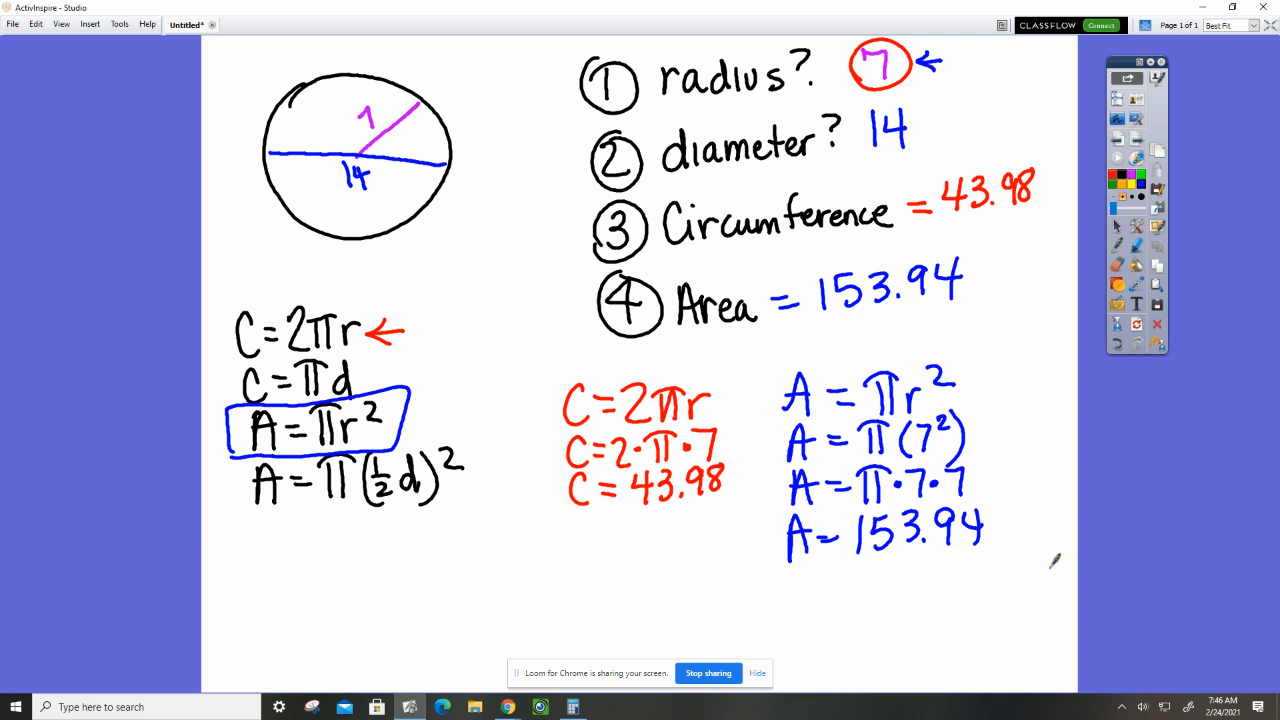 ActivInspire - Studio
File Edit View Insert Tools Help Untitled* CLASSFLOW Connect Page 1 of 1 Best Fit
① radius? 7 ←
② diameter? 14
③ Circumference = 43.98
④ Area = 153.94
7
14
C = 2πr ←
C = πd
A = πr²
A = π(½d)²
C = 2πr
C = 2·π·7
C = 43.98
A = πr²
A = π(7²)
A = π·7·7
A = 153.94
Loom for Chrome is sharing your screen. Stop sharing Hide
Type here to search
7:46 AM
2/24/2021